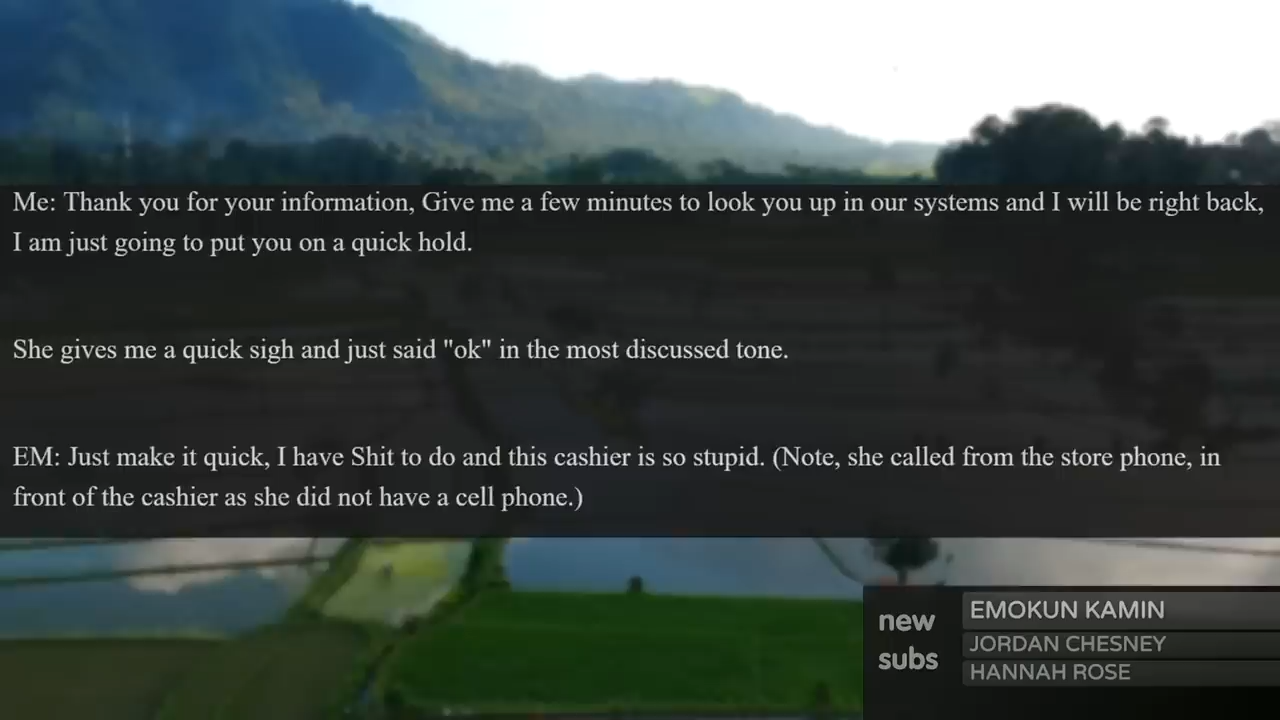 Me: Thank you for your information, Give me a few minutes to look you up in our systems and I will be right back,
I am just going to put you on a quick hold.
She gives me a quick sigh and just said "ok" in the most discussed tone.
EM: Just make it quick, I have Shit to do and this cashier is so stupid. (Note, she called from the store phone, in
front of the cashier as she did not have a cell phone.)
new
subs
EMOKUN KAMIN
JORDAN CHESNEY
HANNAH ROSE